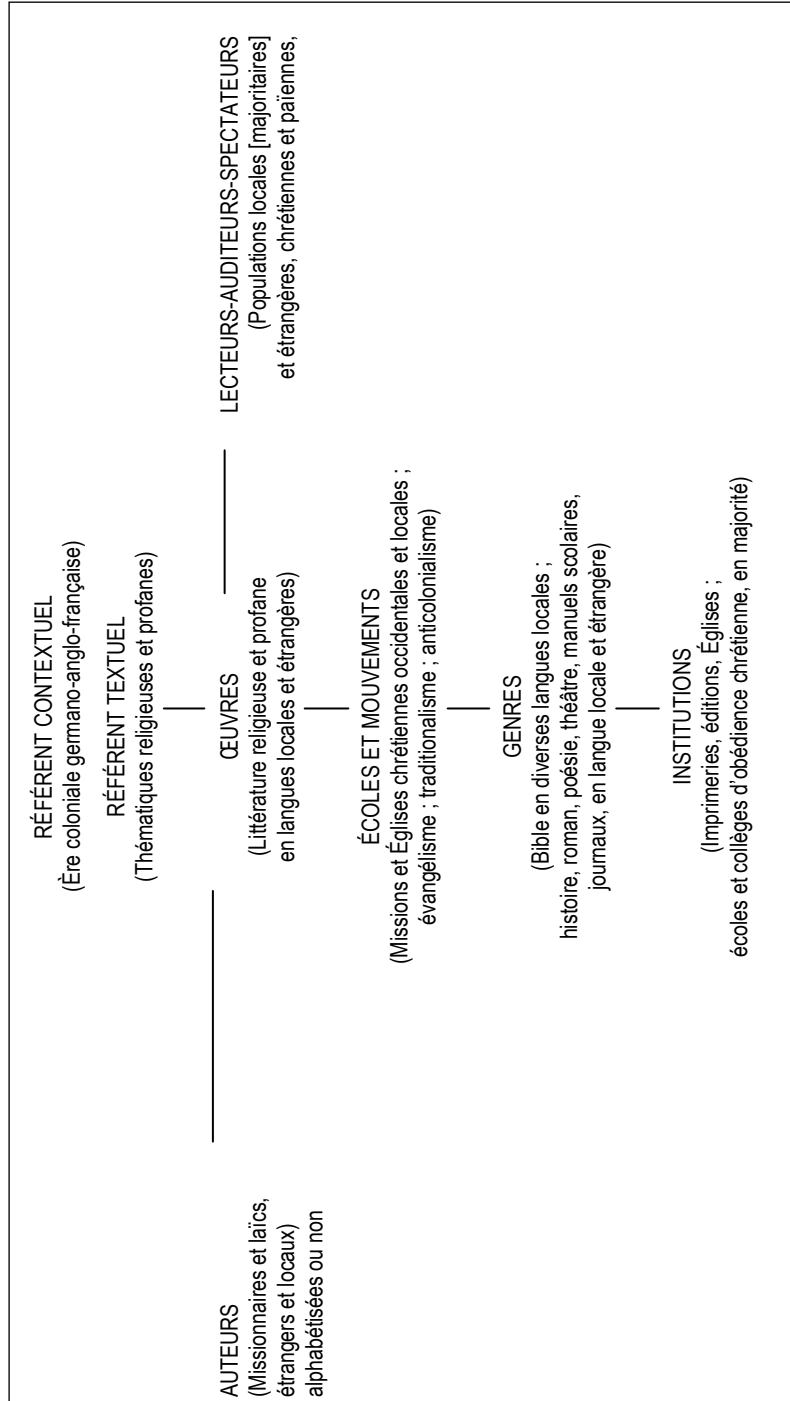 RÉFÉRENT CONTEXTUEL
(Ère coloniale germano-anglo-française)
RÉFÉRENT TEXTUEL
(Thématiques religieuses et profanes)
AUTEURS
(Missionnaires et laïcs,
étrangers et locaux)
alphabétisées ou non
ŒUVRES
(Littérature religieuse et profane
en langues locales et étrangères)
LECTEURS-AUDITEURS-SPECTATEURS
(Populations locales [majoritaires]
et étrangères, chrétiennes et païennes,
ÉCOLES ET MOUVEMENTS
(Missions et Églises chrétiennes occidentales et locales ;
évangélisme ; traditionalisme ; anticolonialisme)
GENRES
(Bible en diverses langues locales ;
histoire, roman, poésie, théâtre, manuels scolaires,
journaux, en langue locale et étrangère)
INSTITUTIONS
(Imprimeries, éditions, Églises ;
écoles et collèges d'obédience chrétienne, en majorité)